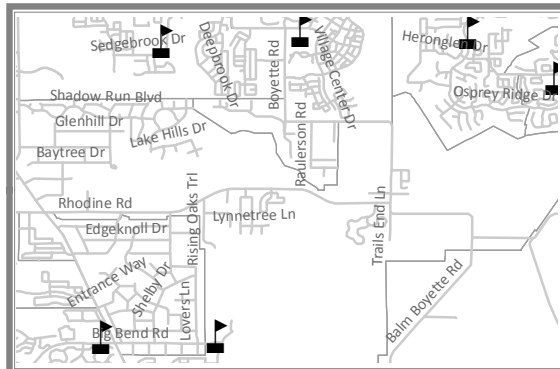 Sedgebrook Dr
Deepbrook Dr
Boyette Rd
Village Center Dr
Heronglen Dr
Osprey Ridge Dr
Shadow Run Blvd
Glenhill Dr
Lake Hills Dr
Raulerson Rd
Baytree Dr
Rhodine Rd
Rising Oaks Trl
Lynnetree Ln
Trails End Ln
Edgeknoll Dr
Entrance Way
Shelby Dr
Lovers Ln
Balm Boyette Rd
Big Bend Rd